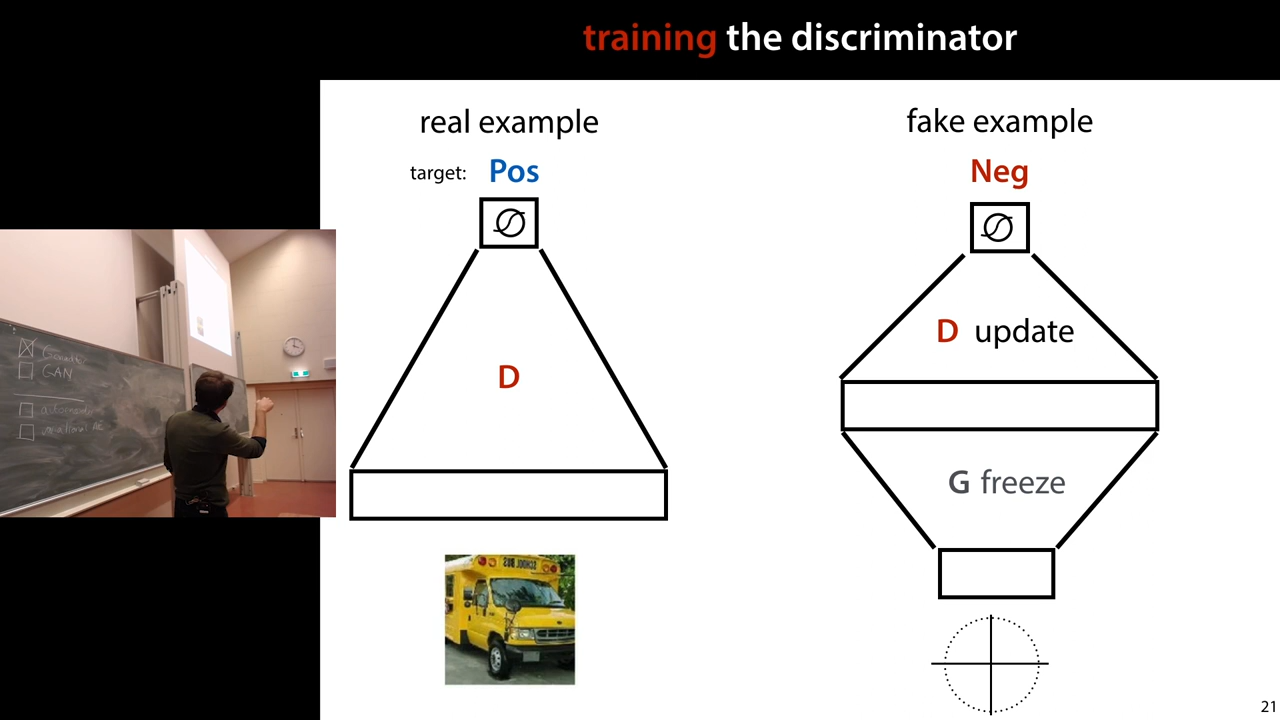 training the discriminator
real example
fake example
target: Pos
Neg
D
D update
G freeze
GAN
21